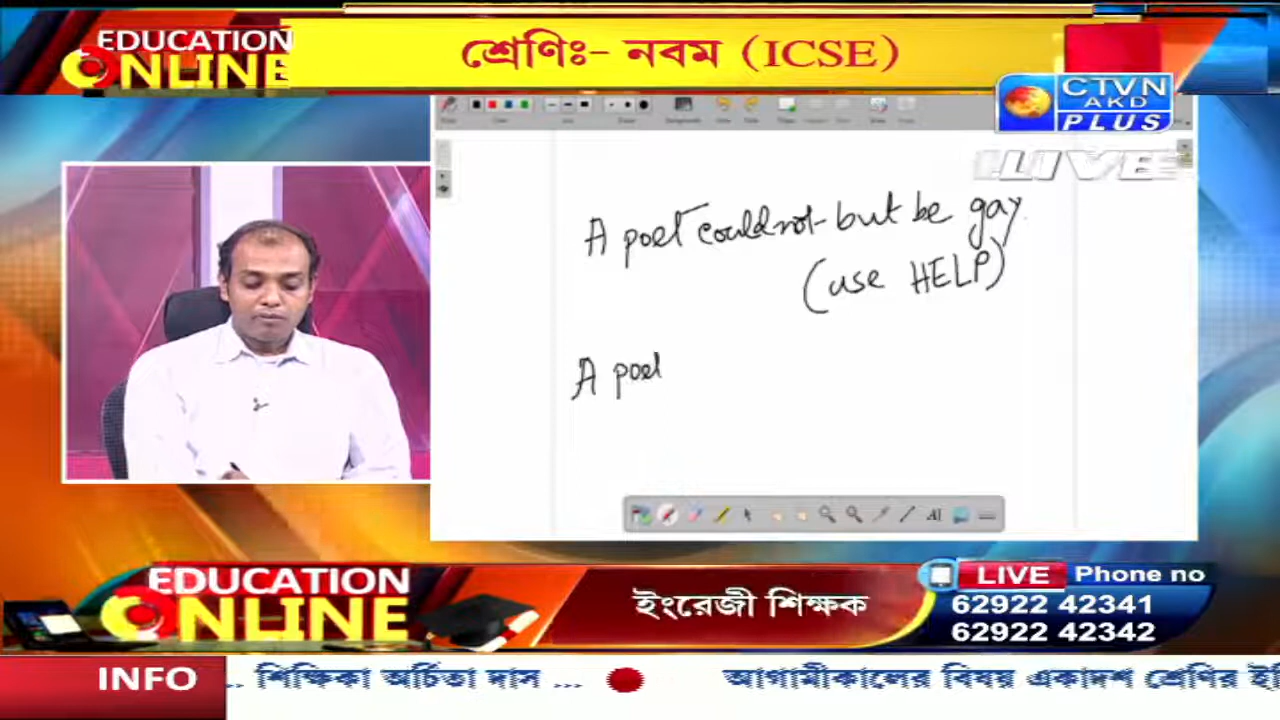 EDUCATION
ONLINE
শ্রেণিঃ- নবম (ICSE)
CTVN
AKD
PLUS
LIVE
A poet could not but be gay.
(use HELP)
A poet
EDUCATION
ONLINE
ইংরেজী শিক্ষক
LIVE Phone no
62922 42341
62922 42342
INFO .. শিক্ষিকা অর্চিতা দাস ... আগামীকালের বিষয় একাদশ শ্রেণির